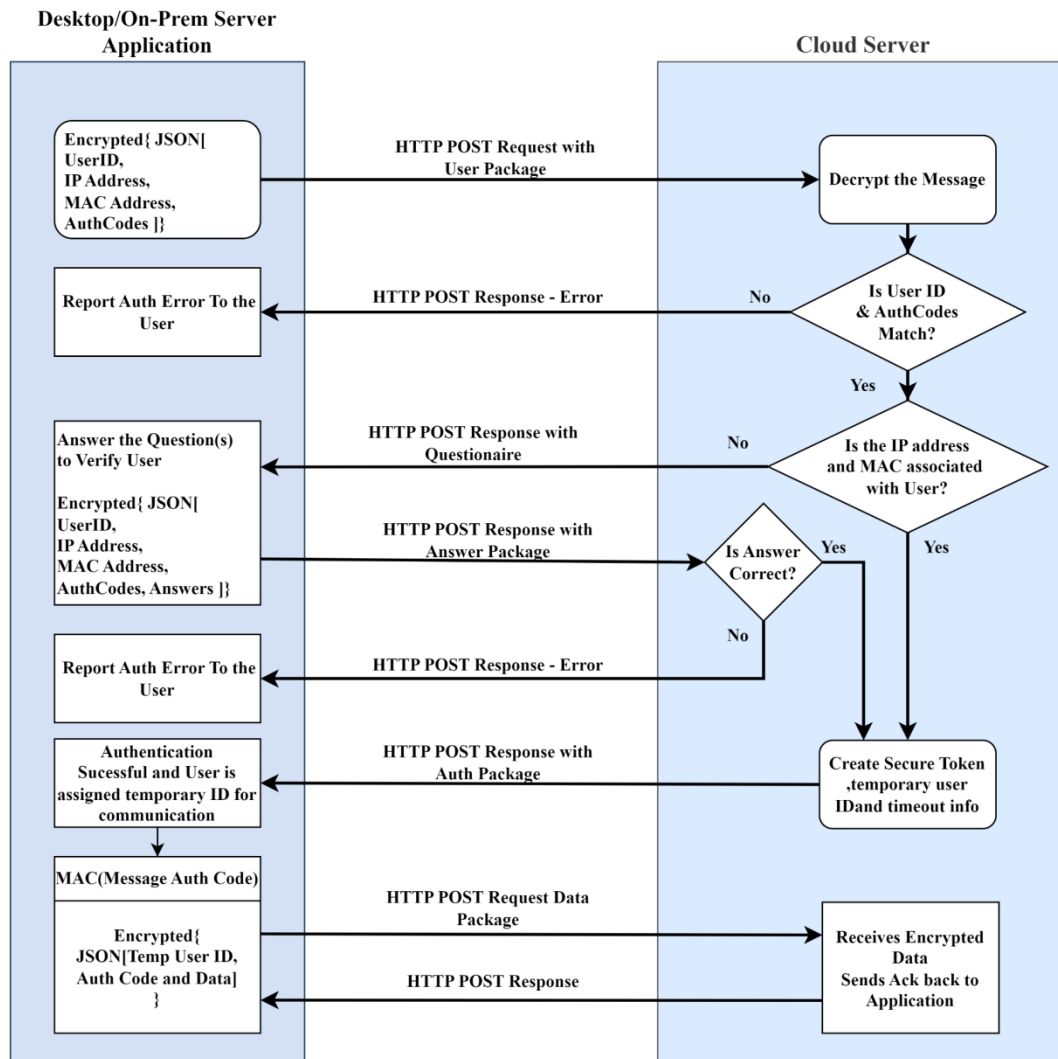 Desktop/On-Prem Server
Application
Cloud Server
Encrypted{ JSON[
UserID,
IP Address,
MAC Address,
AuthCodes ]}
HTTP POST Request with
User Package
Decrypt the Message
Report Auth Error To the
User
HTTP POST Response - Error
No
Is User ID
& AuthCodes
Match?
Yes
Answer the Question(s)
to Verify User
HTTP POST Response with
Questionaire
No
Is the IP address
and MAC associated
with User?
Encrypted{ JSON[
UserID,
IP Address,
MAC Address,
AuthCodes, Answers ]}
HTTP POST Response with
Answer Package
Is Answer
Correct?
Yes
Yes
No
Report Auth Error To the
User
HTTP POST Response - Error
Authentication
Sucessful and User is
assigned temporary ID for
communication
HTTP POST Response with
Auth Package
Create Secure Token
,temporary user
IDand timeout info
MAC(Message Auth Code)
Encrypted{
JSON[Temp User ID,
Auth Code and Data]
}
HTTP POST Request Data
Package
HTTP POST Response
Receives Encrypted
Data
Sends Ack back to
Application